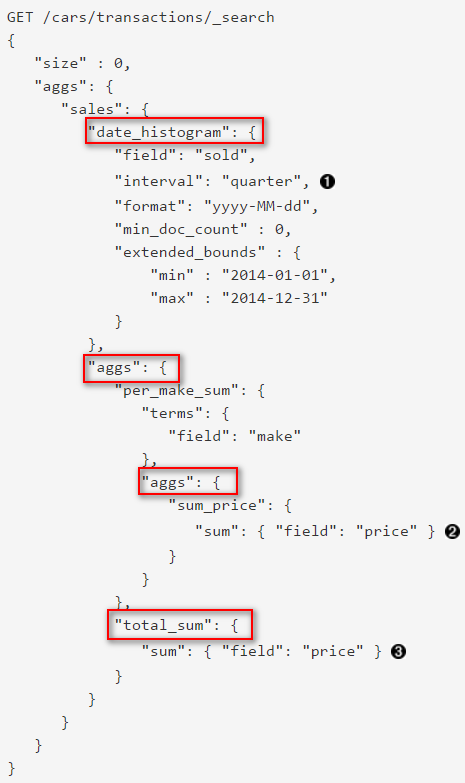 GET /cars/transactions/_search
{
"size" : 0,
"aggs": {
"sales": {
"date_histogram": {
"field": "sold",
"interval": "quarter", ❶
"format": "yyyy-MM-dd",
"min_doc_count" : 0,
"extended_bounds" : {
"min" : "2014-01-01",
"max" : "2014-12-31"
}
},
"aggs": {
"per_make_sum": {
"terms": {
"field": "make"
},
"aggs": {
"sum_price": {
"sum": { "field": "price" } ❷
}
}
},
"total_sum": {
"sum": { "field": "price" } ❸
}
}
}
}
}